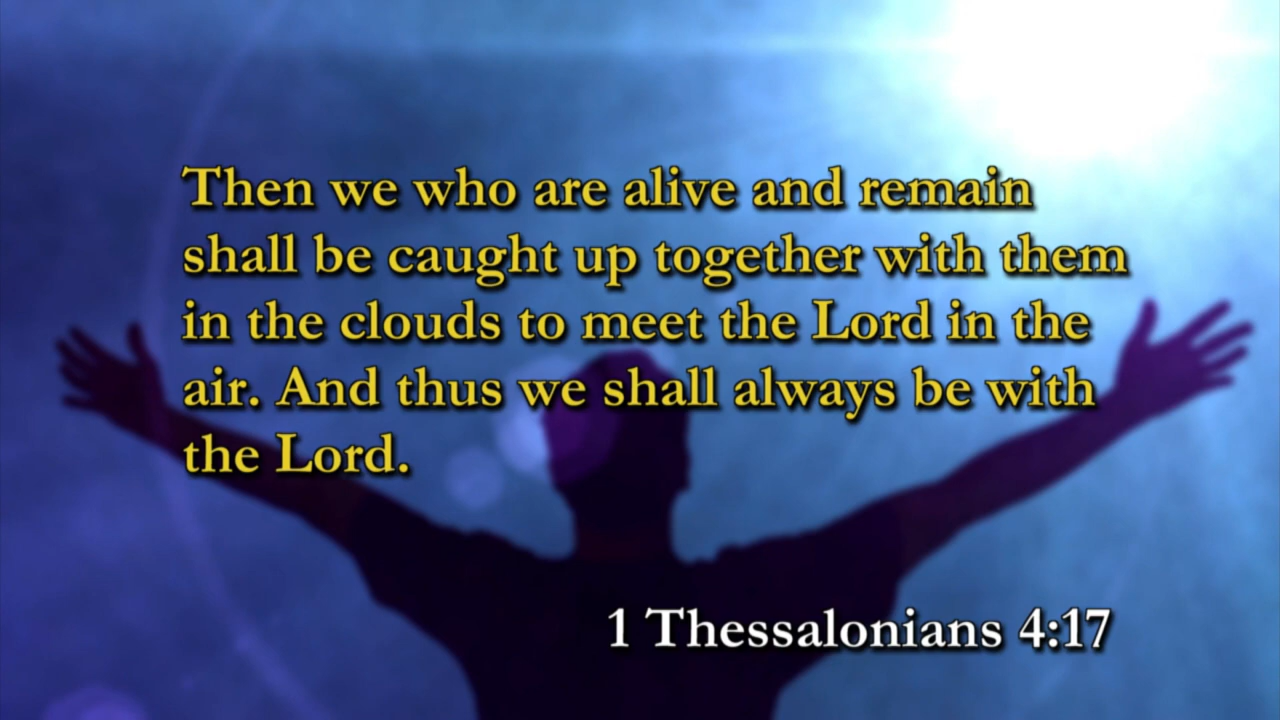 Then we who are alive and remain
shall be caught up together with them
in the clouds to meet the Lord in the
air. And thus we shall always be with
the Lord.
1 Thessalonians 4:17